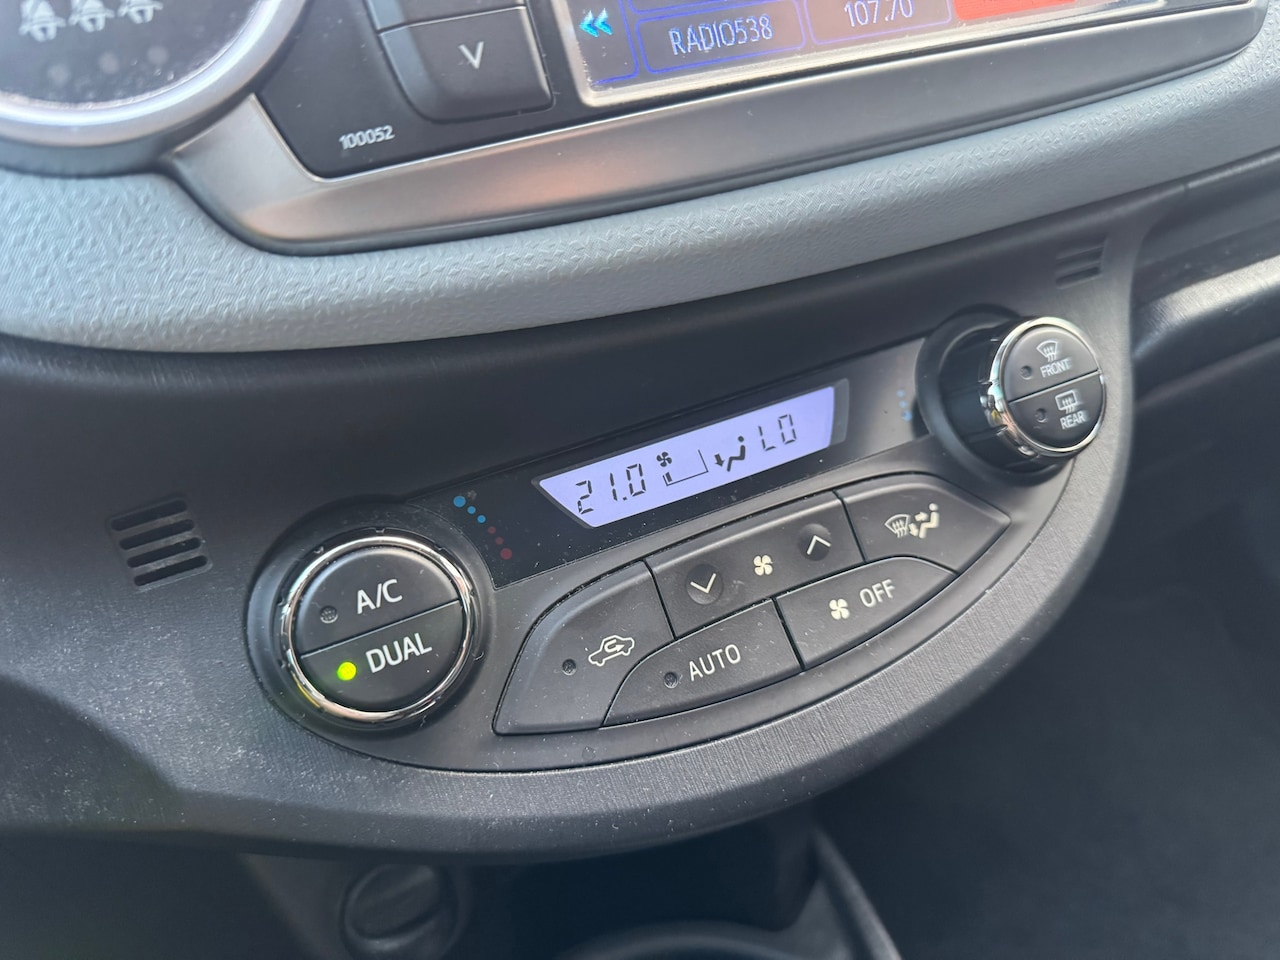 RADIO538
107.70
100052
FRONT
REAR
21.0
LO
A/C
DUAL
AUTO
OFF